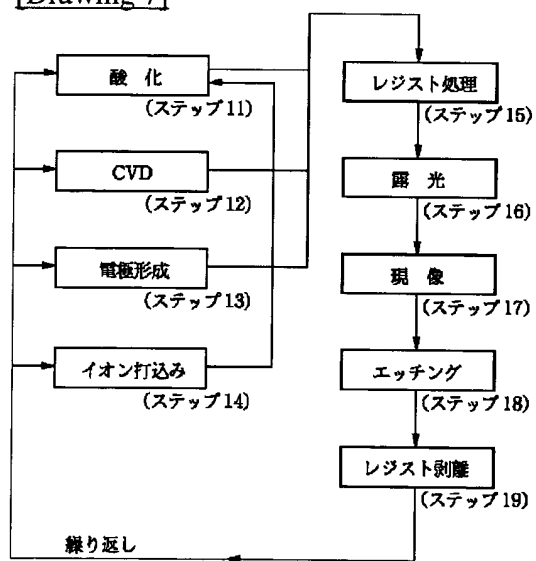 [Drawing 7]
酸 化
(ステップ11)
CVD
(ステップ12)
電極形成
(ステップ13)
イオン打込み
(ステップ14)
レジスト処理
(ステップ15)
露 光
(ステップ16)
現 像
(ステップ17)
エッチング
(ステップ18)
レジスト剥離
(ステップ19)
繰り返し